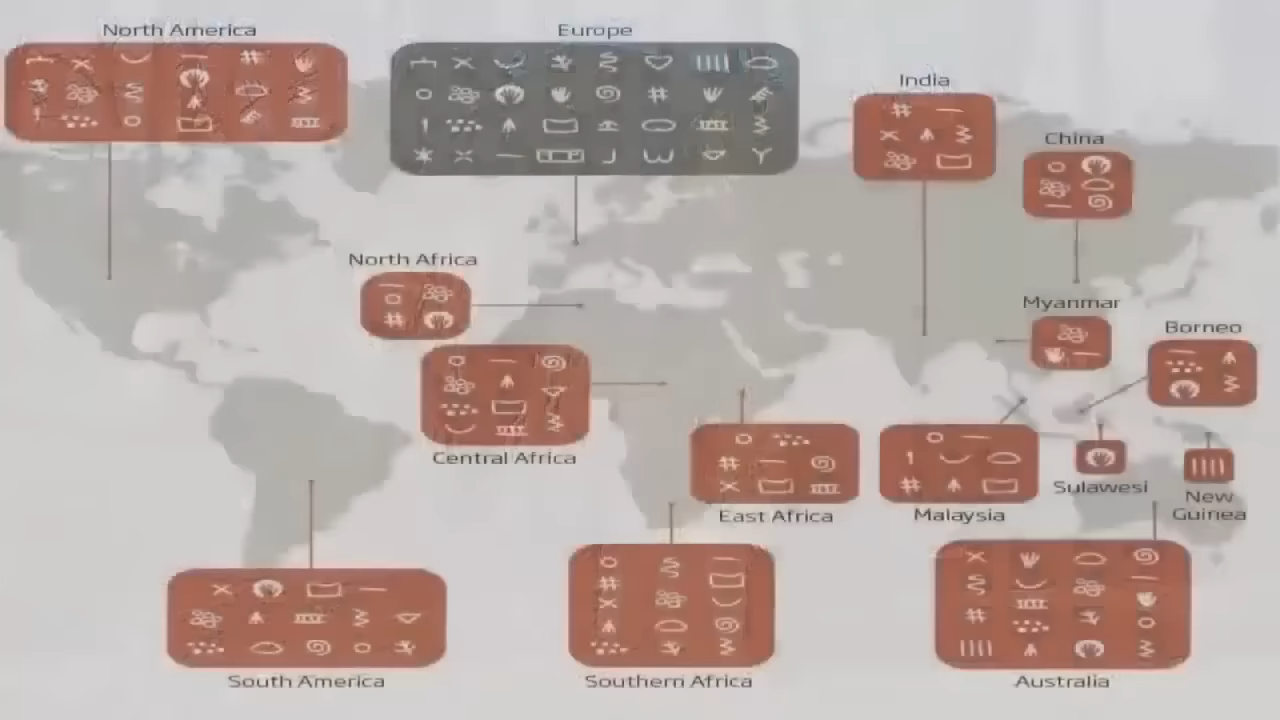 North America
Europe
India
China
North Africa
Myanmar
Borneo
Central Africa
East Africa
Malaysia
Sulawesi
New
Guinea
South America
Southern Africa
Australia